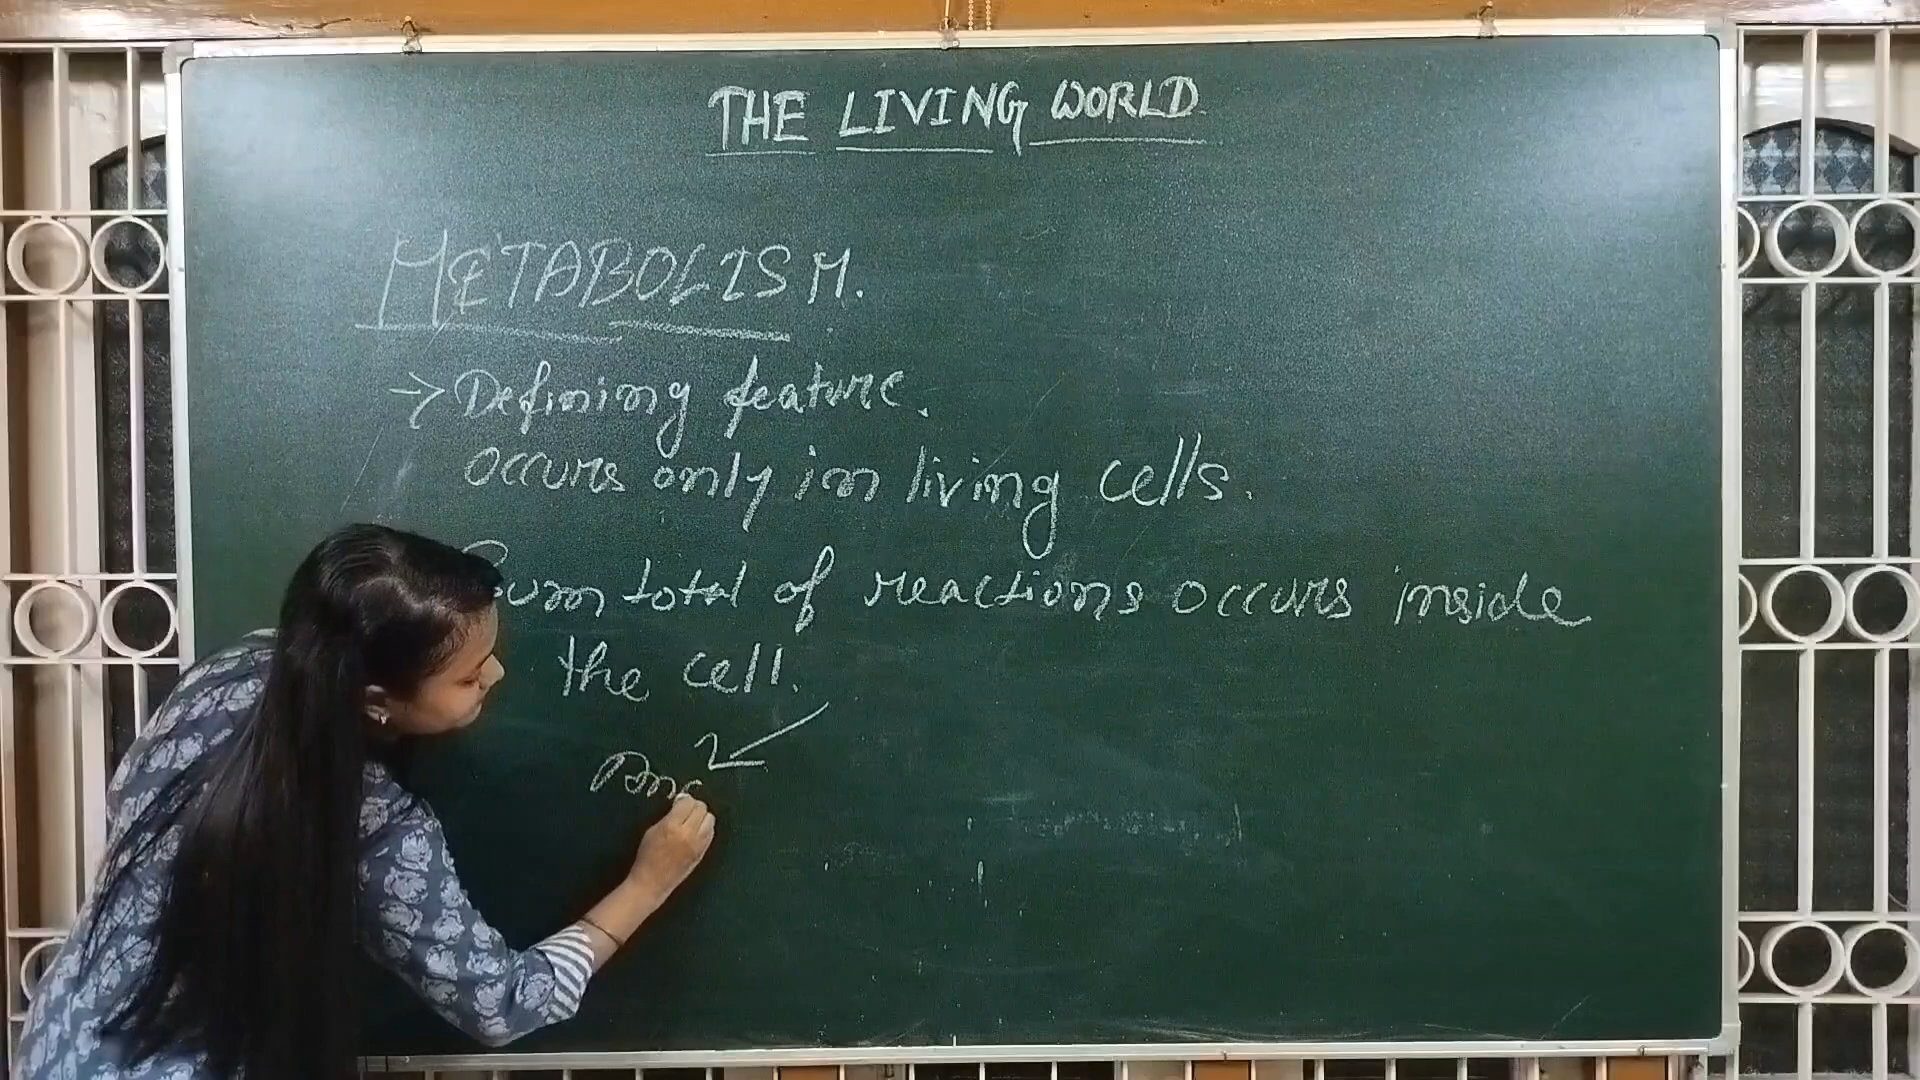 THE LIVING WORLD
METABOLISM.
→ Defining feature.
occurs only in living cells.
Sum total of reactions occurs inside
the cell.